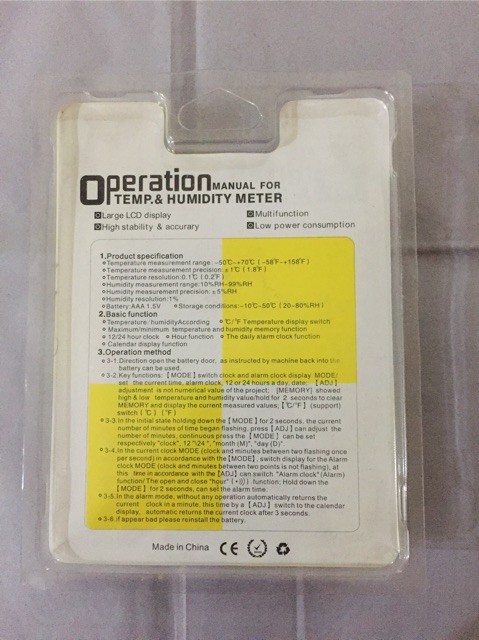 Operation MANUAL FOR
TEMP.& HUMIDITY METER
Large LCD display
Multifunction
High stability & accurary
Low power consumption
1.Product specification
Temperature measurement range: -50℃-+70℃ (-58℉-+158℉)
Temperature measurement precision: ±1℃ (1.8℉)
Temperature resolution:0.1℃ (0.2℉)
Humidity measurement range:10%RH~99%RH
Humidity measurement precision: ±5%RH
Humidity resolution:1%
Battery:AAA 1.5V
Storage conditions:-10℃-50℃ (20-80%RH)
2.Basic function
Temperature/humidityAccording
℃/℉ Temperature display switch
Maximum/minimum temperature and humidity memory function
12/24 hour clock
Hour function
The daily alarm clock function
Calendar display function
3.Operation method
3-1.Direction open the battery door, as instructed by machine back into the
battery can be used.
3-2.Key functions:【MODE】switch clock and alarm clock display MODE/
set the current time, alarm clock, 12 or 24 hours a day, date; 【ADJ】
adjustment is not numerical value of the project; [MEMORY] showed
high & low temperature and humidity value/hold for 2 seconds to clear
MEMORY and display the current measured values;【℃/℉】(support)
switch (℃) (℉)
3-3.In the initial state holding down the【MODE】for 2 seconds, the current
number of minutes of time began flashing, press【ADJ】can adjust the
number of minutes, continuous press the【MODE】can be set
respectively "clock", 12 "\24 ", "month (M)", "day (D)"
3-4.In the current clock MODE (clock and minutes between two flashing once
per second) in accordance with the【MODE】, switch display for the Alarm
clock MODE (clock and minutes between two points is not flashing), at
this time in accordance with the【ADJ】can switch "Alarm clock" (Alarm)
function/ The open and close "hour" (•))) function; Hold down the
【MODE】for 2 seconds, can set the alarm time.
3-5.In the alarm mode, without any operation automatically returns the
current clock in a minute, this time by a【ADJ】switch to the calendar
display, automatic returns the current clock after 3 seconds.
3-6.if appear bad please reinstall the battery.
Made in China CE